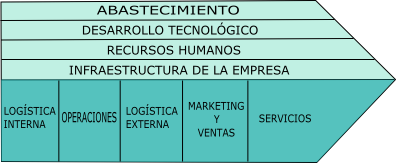 ABASTECIMIENTO
DESARROLLO TECNOLÓGICO
RECURSOS HUMANOS
INFRAESTRUCTURA DE LA EMPRESA
LOGÍSTICA
INTERNA
OPERACIONES
LOGÍSTICA
EXTERNA
MARKETING
Y
VENTAS
SERVICIOS